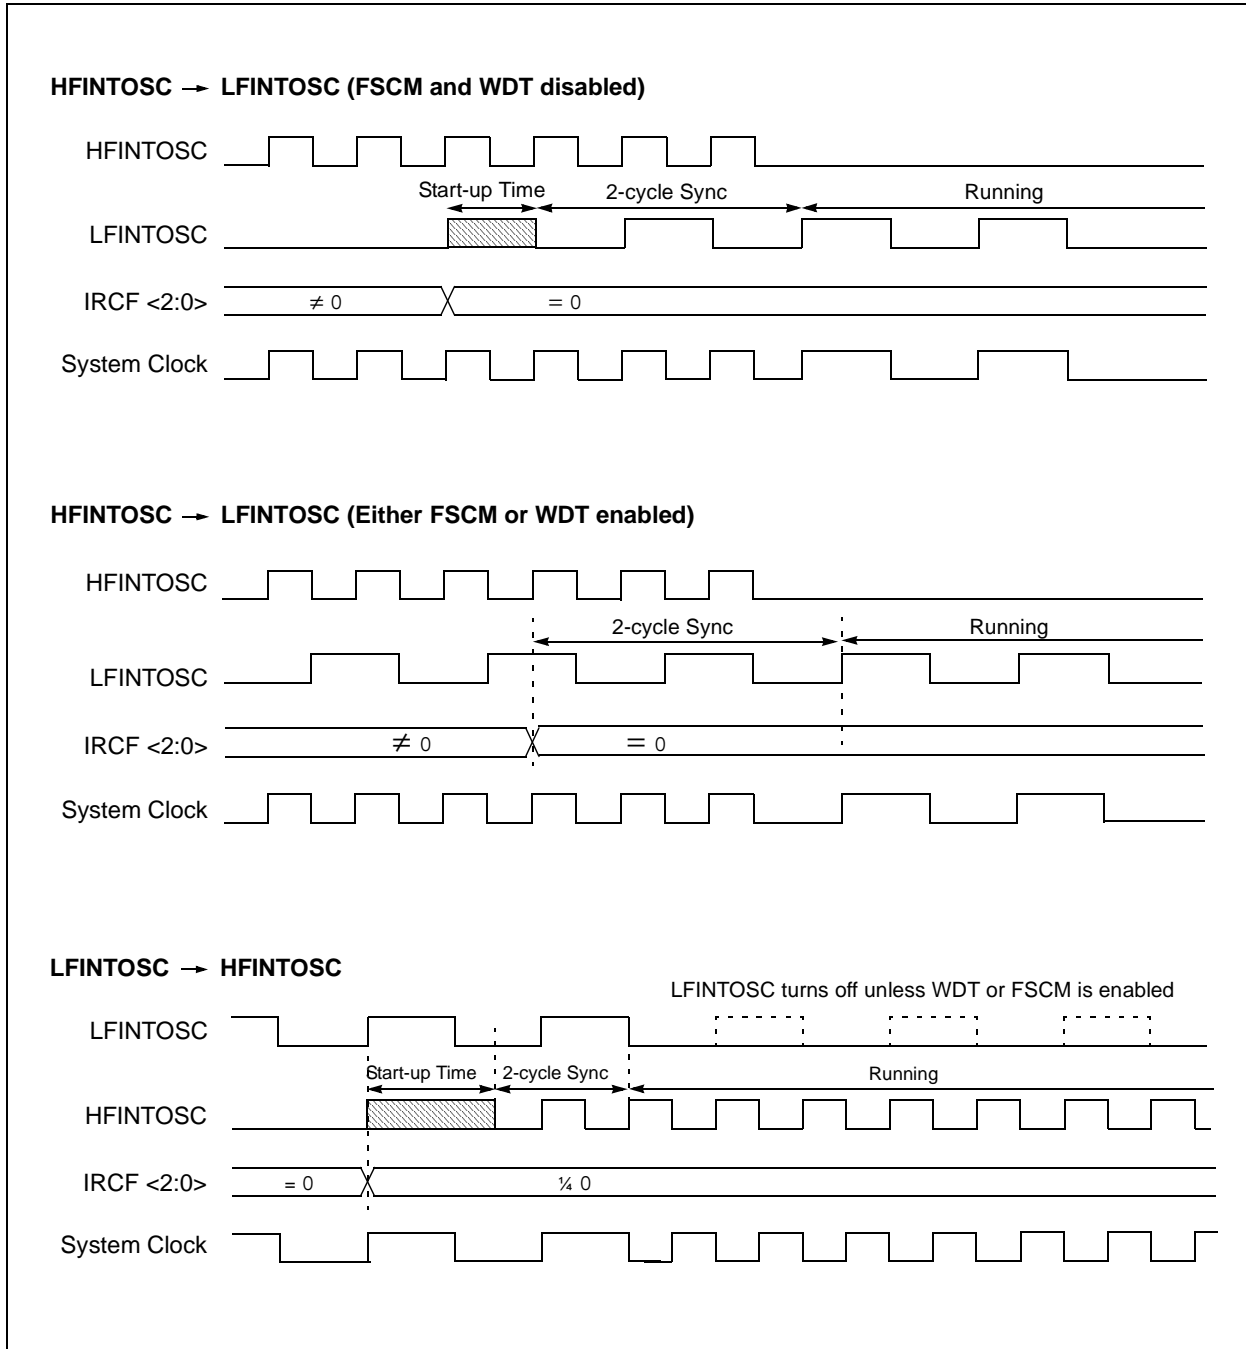 HFINTOSC → LFINTOSC (FSCM and WDT disabled)
HFINTOSC
Start-up Time 2-cycle Sync Running
LFINTOSC
IRCF <2:0> ≠ 0 = 0
System Clock
HFINTOSC → LFINTOSC (Either FSCM or WDT enabled)
HFINTOSC
2-cycle Sync Running
LFINTOSC
IRCF <2:0> ≠ 0 = 0
System Clock
LFINTOSC → HFINTOSC
LFINTOSC turns off unless WDT or FSCM is enabled
LFINTOSC
Start-up Time 2-cycle Sync Running
HFINTOSC
IRCF <2:0> = 0 ¼ 0
System Clock